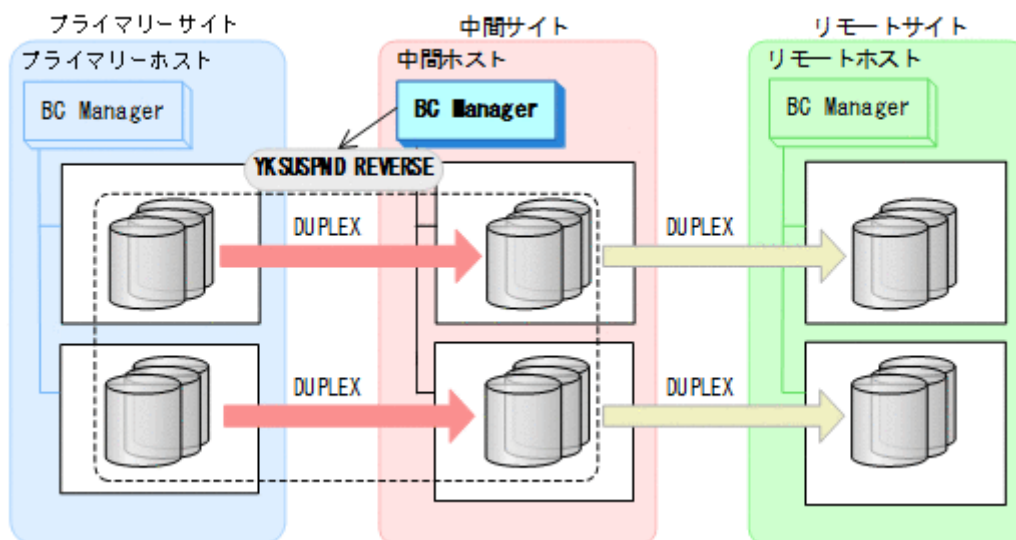 プライマリーサイト
中間サイト
リモートサイト
プライマリーホスト
中間ホスト
リモートホスト
BC Manager
BC Manager
BC Manager
YKSUSPND REVERSE
DUPLEX
DUPLEX
DUPLEX
DUPLEX